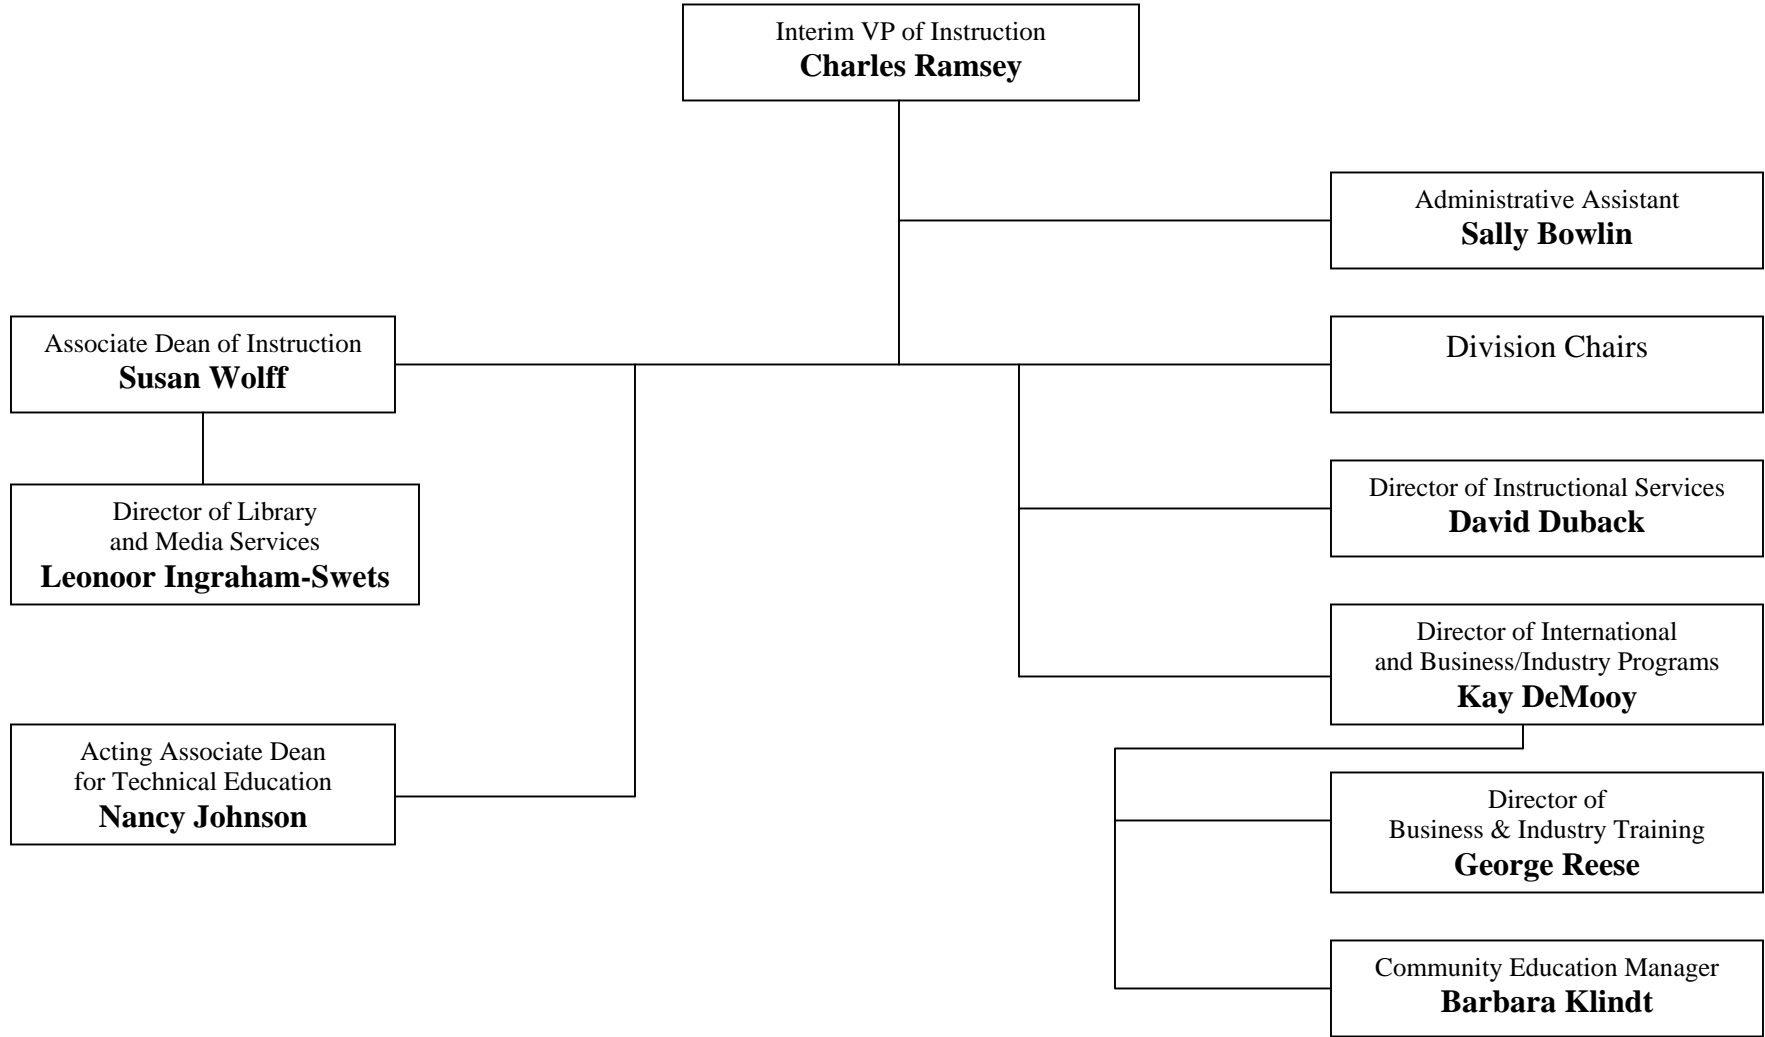 Interim VP of Instruction
Charles Ramsey
Administrative Assistant
Sally Bowlin
Associate Dean of Instruction
Susan Wolff
Division Chairs
Director of Library
and Media Services
Leonoor Ingraham-Swets
Director of Instructional Services
David Duback
Director of International
and Business/Industry Programs
Kay DeMooy
Acting Associate Dean
for Technical Education
Nancy Johnson
Director of
Business & Industry Training
George Reese
Community Education Manager
Barbara Klindt